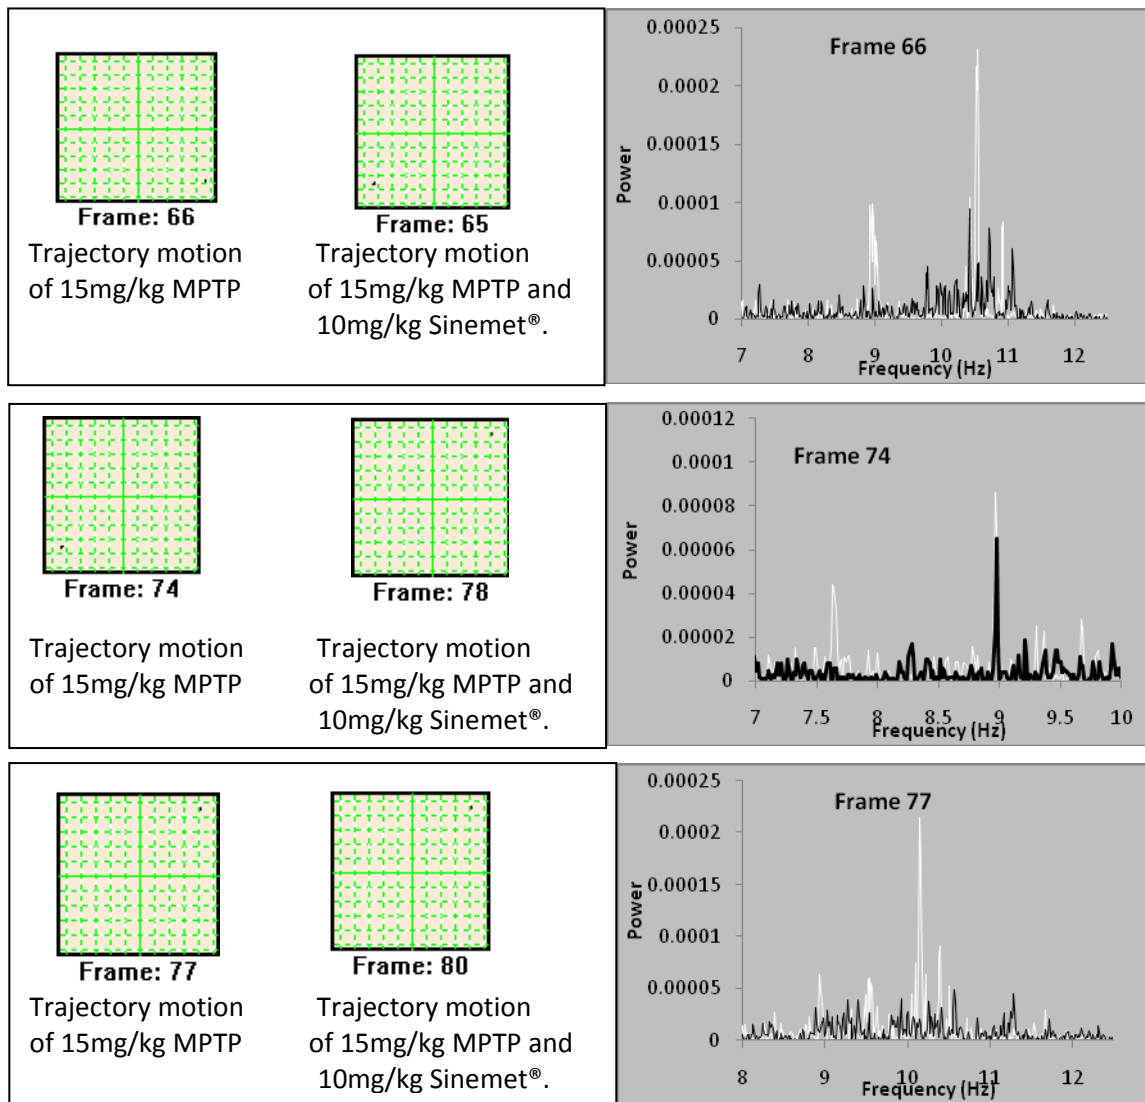 Frame: 66
Trajectory motion
of 15mg/kg MPTP
Frame: 65
Trajectory motion
of 15mg/kg MPTP and
10mg/kg Sinemet®.
Frame 66
Power
0.00025
0.0002
0.00015
0.0001
0.00005
0
7 8 9 10 11 12
Frequency (Hz)
Frame: 74
Trajectory motion
of 15mg/kg MPTP
Frame: 78
Trajectory motion
of 15mg/kg MPTP and
10mg/kg Sinemet®.
Frame 74
Power
0.00012
0.0001
0.00008
0.00006
0.00004
0.00002
0
7 7.5 8 8.5 9 9.5 10
Frequency (Hz)
Frame: 77
Trajectory motion
of 15mg/kg MPTP
Frame: 80
Trajectory motion
of 15mg/kg MPTP and
10mg/kg Sinemet®.
Frame 77
Power
0.00025
0.0002
0.00015
0.0001
0.00005
0
8 9 10 11 12
Frequency (Hz)